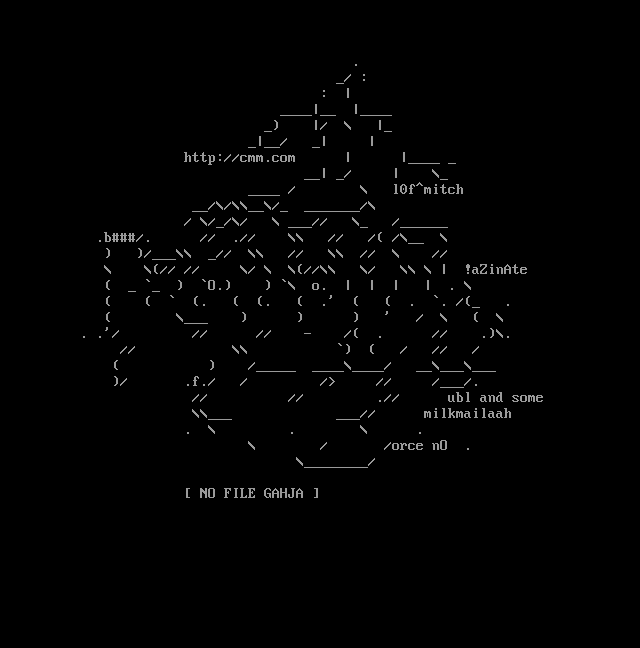 http://cmm.com
l0f^mitch
.b###/.
!aZinAte
.f./
ubl and some
milkmailaah
/orce nO .
[ NO FILE GAHJA ]